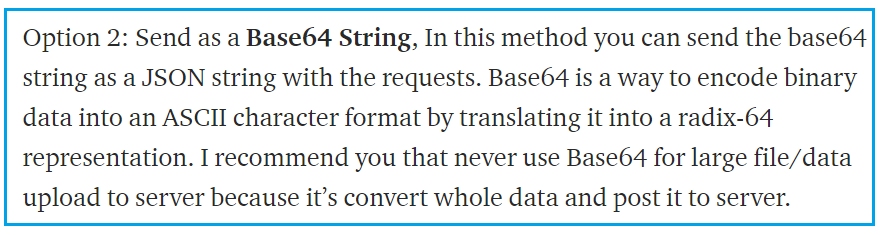 Option 2: Send as a Base64 String, In this method you can send the base64
string as a JSON string with the requests. Base64 is a way to encode binary
data into an ASCII character format by translating it into a radix-64
representation. I recommend you that never use Base64 for large file/data
upload to server because it’s convert whole data and post it to server.